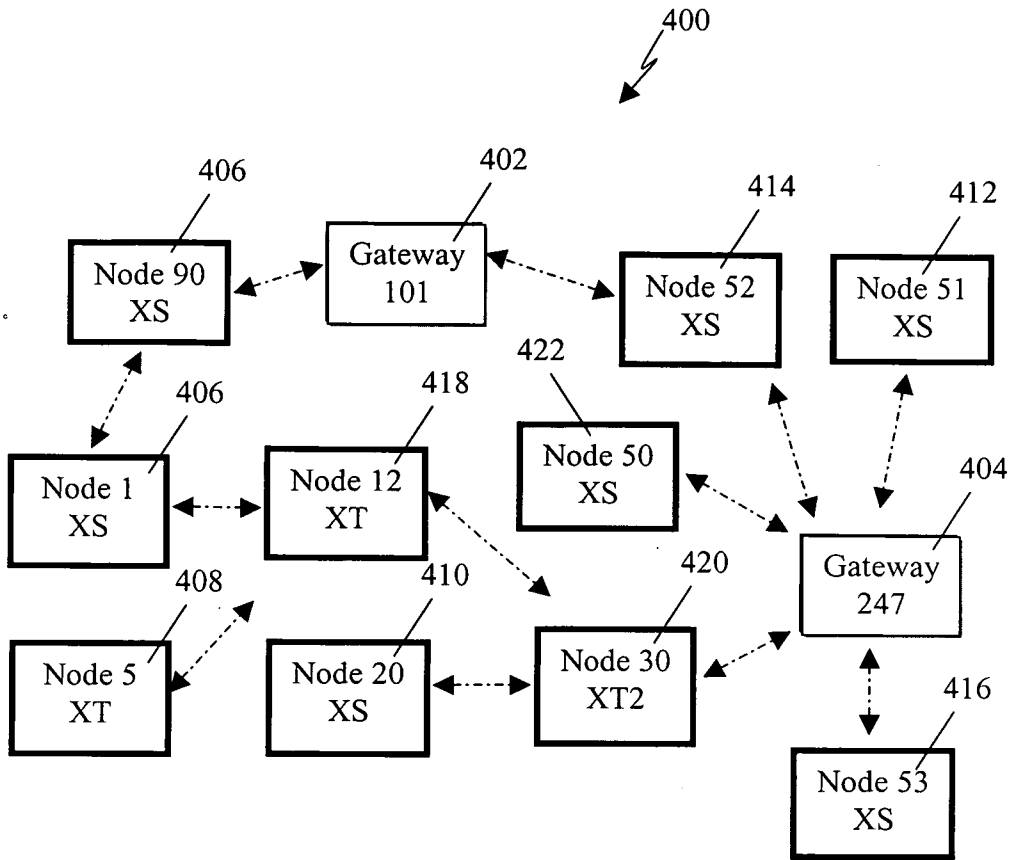 400
406
402
414
412
Node 90
XS
Gateway
101
Node 52
XS
Node 51
XS
422
406
418
Node 50
XS
404
Node 1
XS
Node 12
XT
408
410
420
Gateway
247
Node 5
XT
Node 20
XS
Node 30
XT2
416
Node 53
XS